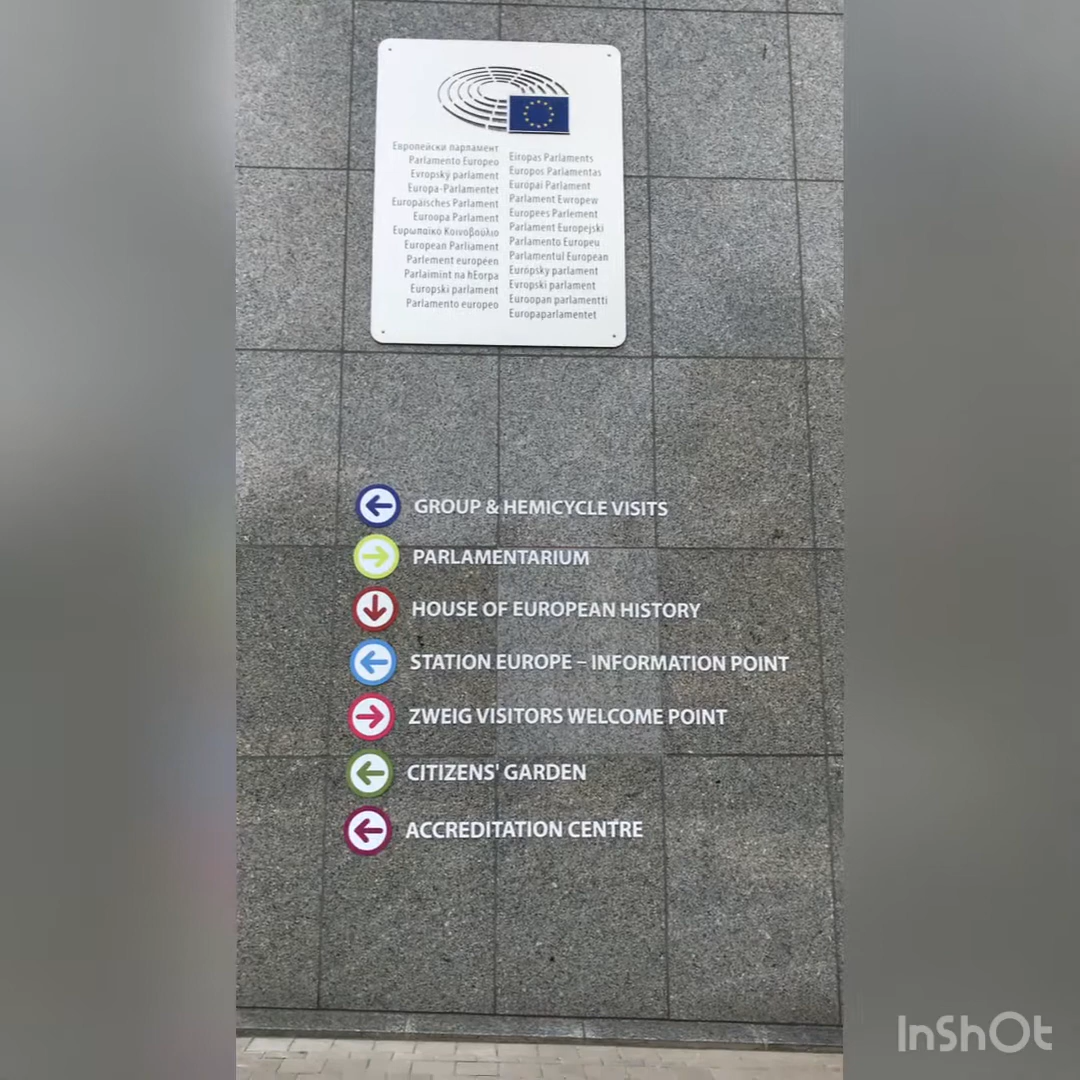 Европейски парламент
Parlamento Europeo
Evropský parlament
Europa-Parlamentet
Europäisches Parlament
Euroopa Parlament
Ευρωπαϊκό Κοινοβούλιο
European Parliament
Parlement européen
Parlaimint na hEorpa
Europski parlament
Parlamento europeo
Eiropas Parlaments
Europos Parlamentas
Európai Parlament
Parlament Ewropew
Europees Parlement
Parlament Europejski
Parlamento Europeu
Parlamentul European
Európsky parlament
Evropski parlament
Euroopan parlamentti
Europaparlamentet
GROUP & HEMICYCLE VISITS
PARLAMENTARIUM
HOUSE OF EUROPEAN HISTORY
STATION EUROPE – INFORMATION POINT
ZWEIG VISITORS WELCOME POINT
CITIZENS' GARDEN
ACCREDITATION CENTRE
InShOt